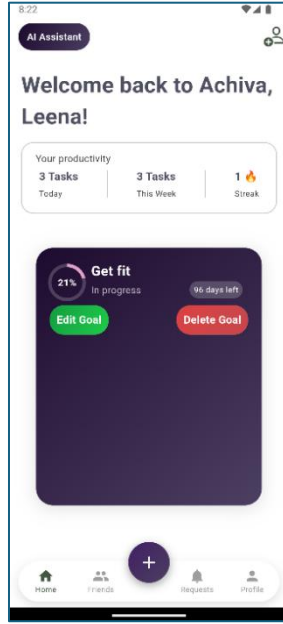 8:22
AI Assistant
Welcome back to Achiva,
Leena!
Your productivity
3 Tasks 3 Tasks 1 🔥
Today This Week Streak
21% Get fit
In progress 96 days left
Edit Goal Delete Goal
+
Home Friends Requests Profile